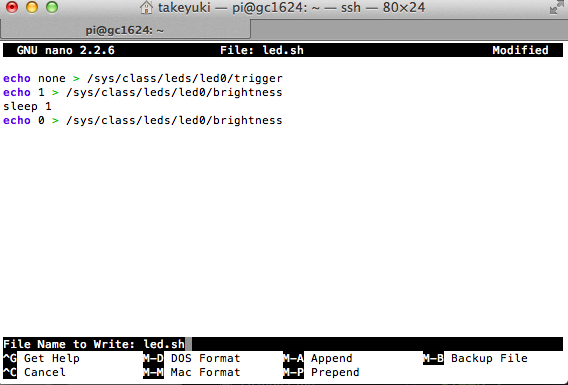 takeyuki — pi@gc1624: ~ — ssh — 80×24
pi@gc1624: ~
GNU nano 2.2.6 File: led.sh Modified
echo none > /sys/class/leds/led0/trigger
echo 1 > /sys/class/leds/led0/brightness
sleep 1
echo 0 > /sys/class/leds/led0/brightness
File Name to Write: led.sh
^G Get Help M-D DOS Format M-A Append M-B Backup File
^C Cancel M-M Mac Format M-P Prepend